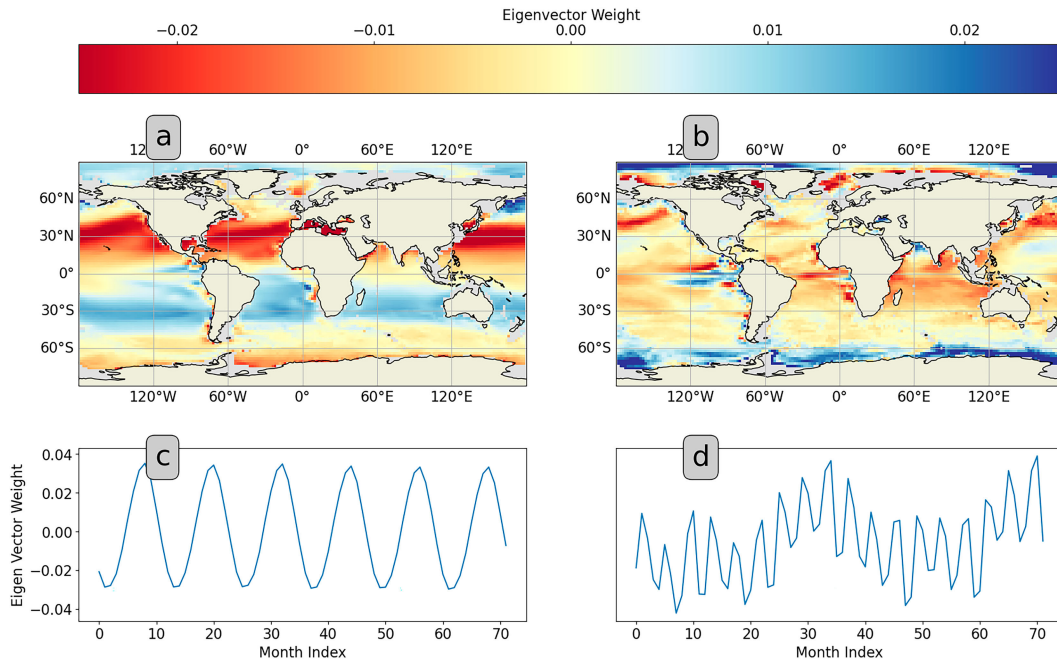 Eigenvector Weight
−0.02 −0.01 0.00 0.01 0.02
a b
12 60°W 0° 60°E 120°E 120°W 60°W 0° 60°E 120°E
60°N 60°N
30°N 30°N
0° 0°
30°S 30°S
60°S 60°S
120°W 60°W 0° 60°E 120°E 120°W 60°W 0° 60°E 120°E
c d
Eigen Vector Weight
0.04
0.02
0.00
−0.02
−0.04
0 10 20 30 40 50 60 70 0 10 20 30 40 50 60 70
Month Index Month Index